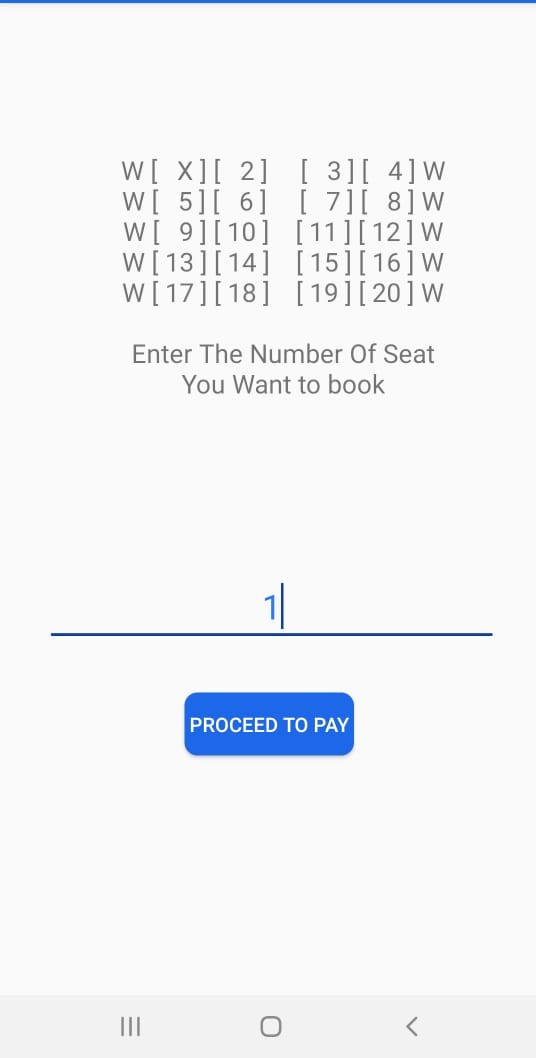 W[ X][ 2] [ 3][ 4]W
W[ 5][ 6] [ 7][ 8]W
W[ 9][10] [11][12]W
W[13][14] [15][16]W
W[17][18] [19][20]W
Enter The Number Of Seat
You Want to book
1
PROCEED TO PAY